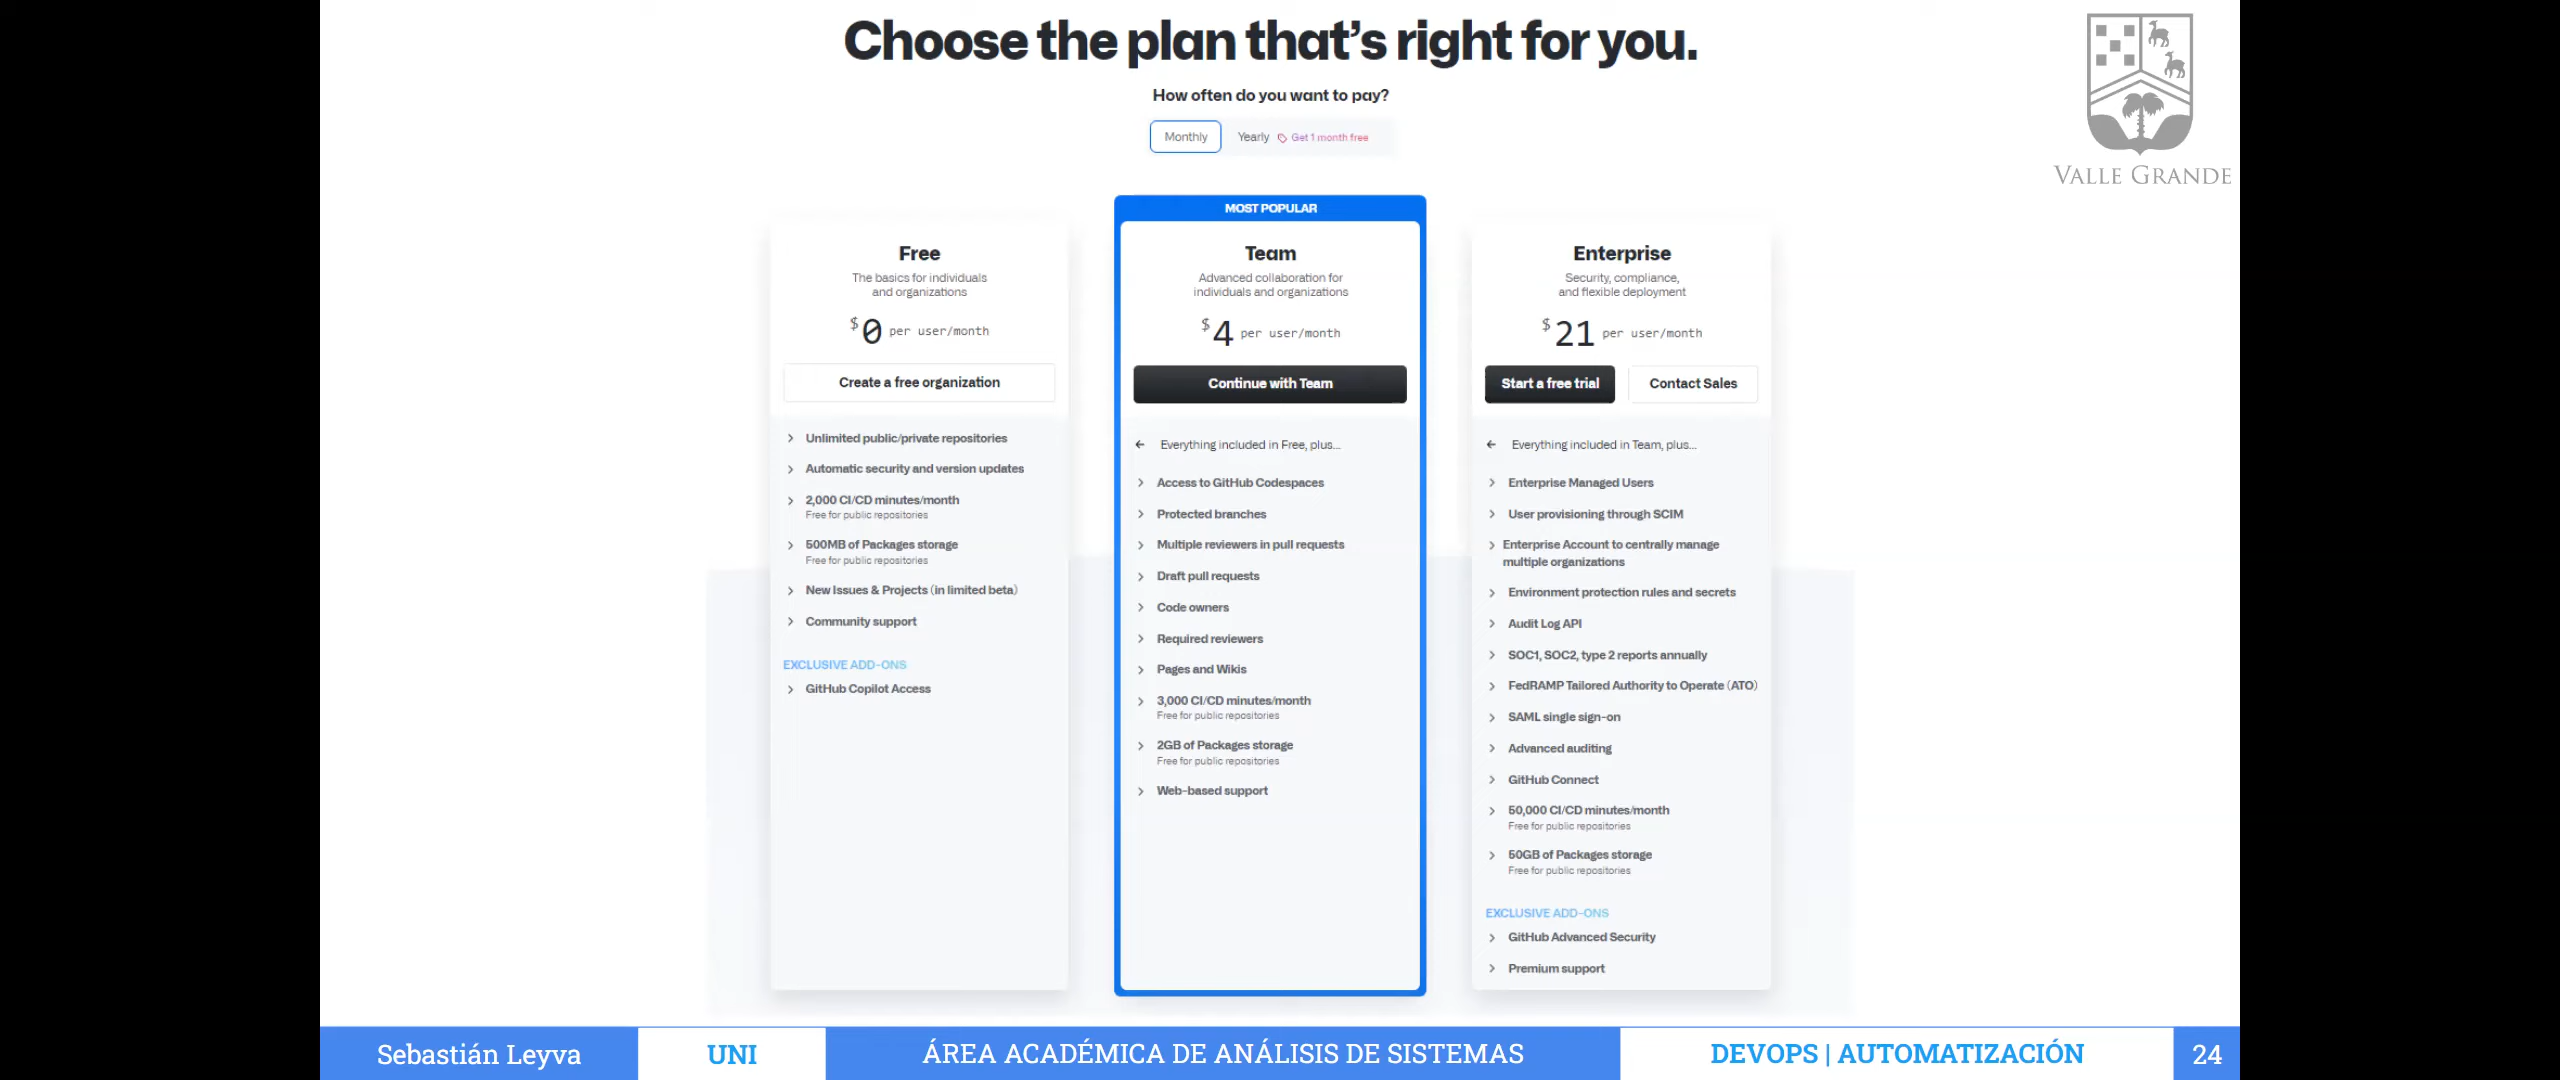 Choose the plan that's right for you.
How often do you want to pay?
Monthly
Yearly
Get 1 month free
VALLE GRANDE
Free
The basics for individuals
and organizations
$0 per user/month
Create a free organization
Unlimited public/private repositories
Automatic security and version updates
2,000 CI/CD minutes/month
Free for public repositories
500MB of Packages storage
Free for public repositories
New Issues & Projects (in limited beta)
Community support
EXCLUSIVE ADD-ONS
GitHub Copilot Access
MOST POPULAR
Team
Advanced collaboration for
individuals and organizations
$4 per user/month
Continue with Team
Everything included in Free, plus...
Access to GitHub Codespaces
Protected branches
Multiple reviewers in pull requests
Draft pull requests
Code owners
Required reviewers
Pages and Wikis
3,000 CI/CD minutes/month
Free for public repositories
2GB of Packages storage
Free for public repositories
Web-based support
Enterprise
Security, compliance,
and flexible deployment
$21 per user/month
Start a free trial
Contact Sales
Everything included in Team, plus...
Enterprise Managed Users
User provisioning through SCIM
Enterprise Account to centrally manage
multiple organizations
Environment protection rules and secrets
Audit Log API
SOC1, SOC2, type 2 reports annually
FedRAMP Tailored Authority to Operate (ATO)
SAML single sign-on
Advanced auditing
GitHub Connect
50,000 CI/CD minutes/month
Free for public repositories
50GB of Packages storage
Free for public repositories
EXCLUSIVE ADD-ONS
GitHub Advanced Security
Premium support
Sebastián Leyva
UNI
ÁREA ACADÉMICA DE ANÁLISIS DE SISTEMAS
DEVOPS | AUTOMATIZACIÓN
24